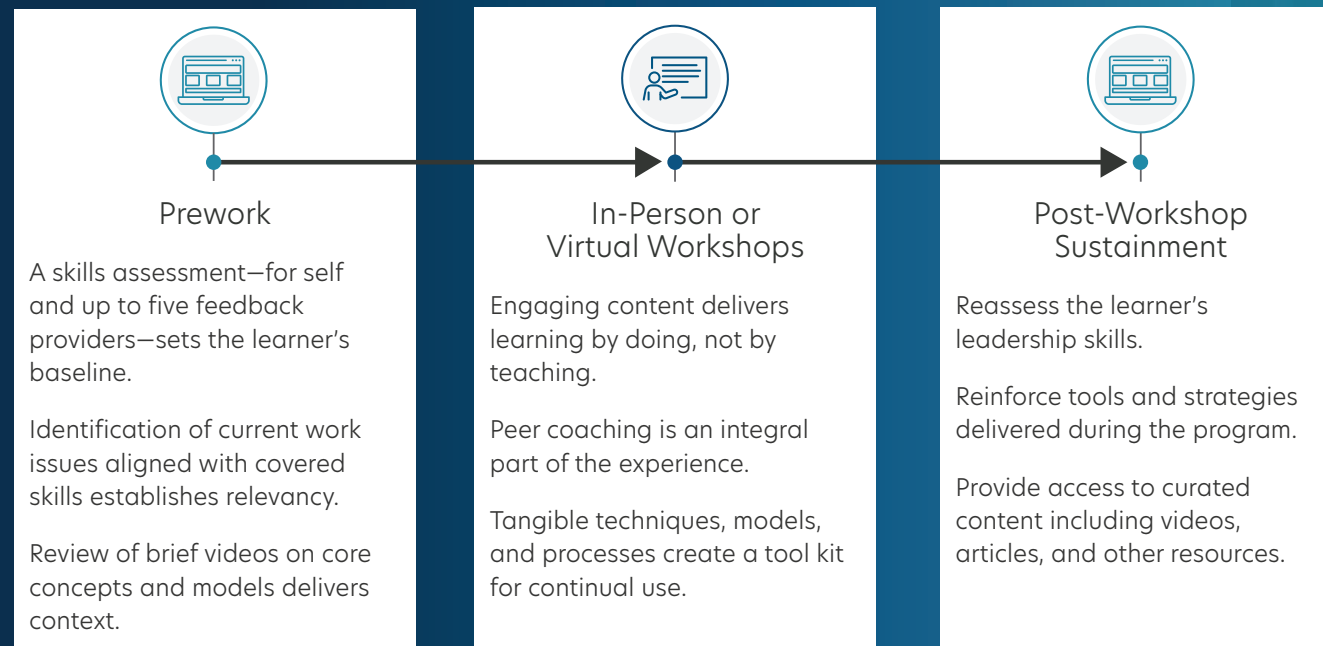 Prework
A skills assessment—for self
and up to five feedback
providers—sets the learner’s
baseline.
Identification of current work
issues aligned with covered
skills establishes relevancy.
Review of brief videos on core
concepts and models delivers
context.
In-Person or
Virtual Workshops
Engaging content delivers
learning by doing, not by
teaching.
Peer coaching is an integral
part of the experience.
Tangible techniques, models,
and processes create a tool kit
for continual use.
Post-Workshop
Sustainment
Reassess the learner’s
leadership skills.
Reinforce tools and strategies
delivered during the program.
Provide access to curated
content including videos,
articles, and other resources.